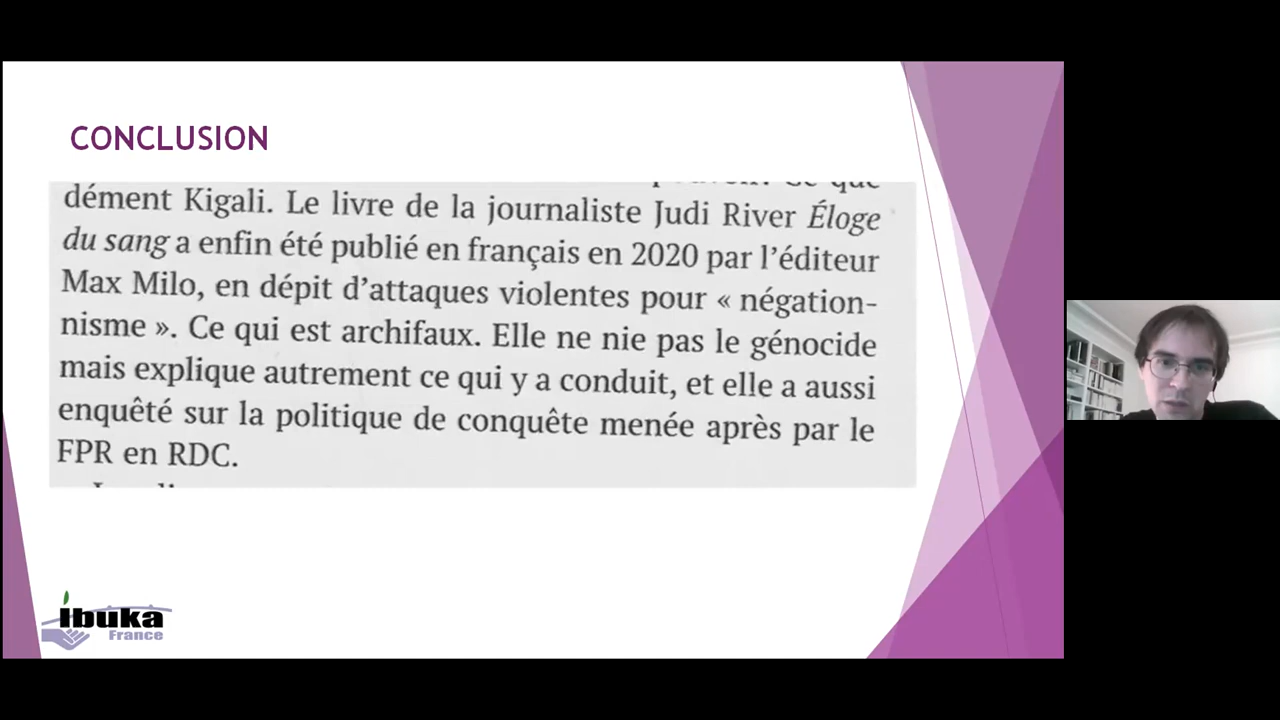 CONCLUSION
dément Kigali. Le livre de la journaliste Judi River Éloge
du sang a enfin été publié en français en 2020 par l’éditeur
Max Milo, en dépit d’attaques violentes pour « négation-
nisme ». Ce qui est archifaux. Elle ne nie pas le génocide
mais explique autrement ce qui y a conduit, et elle a aussi
enquêté sur la politique de conquête menée après par le
FPR en RDC.
Ibuka
France